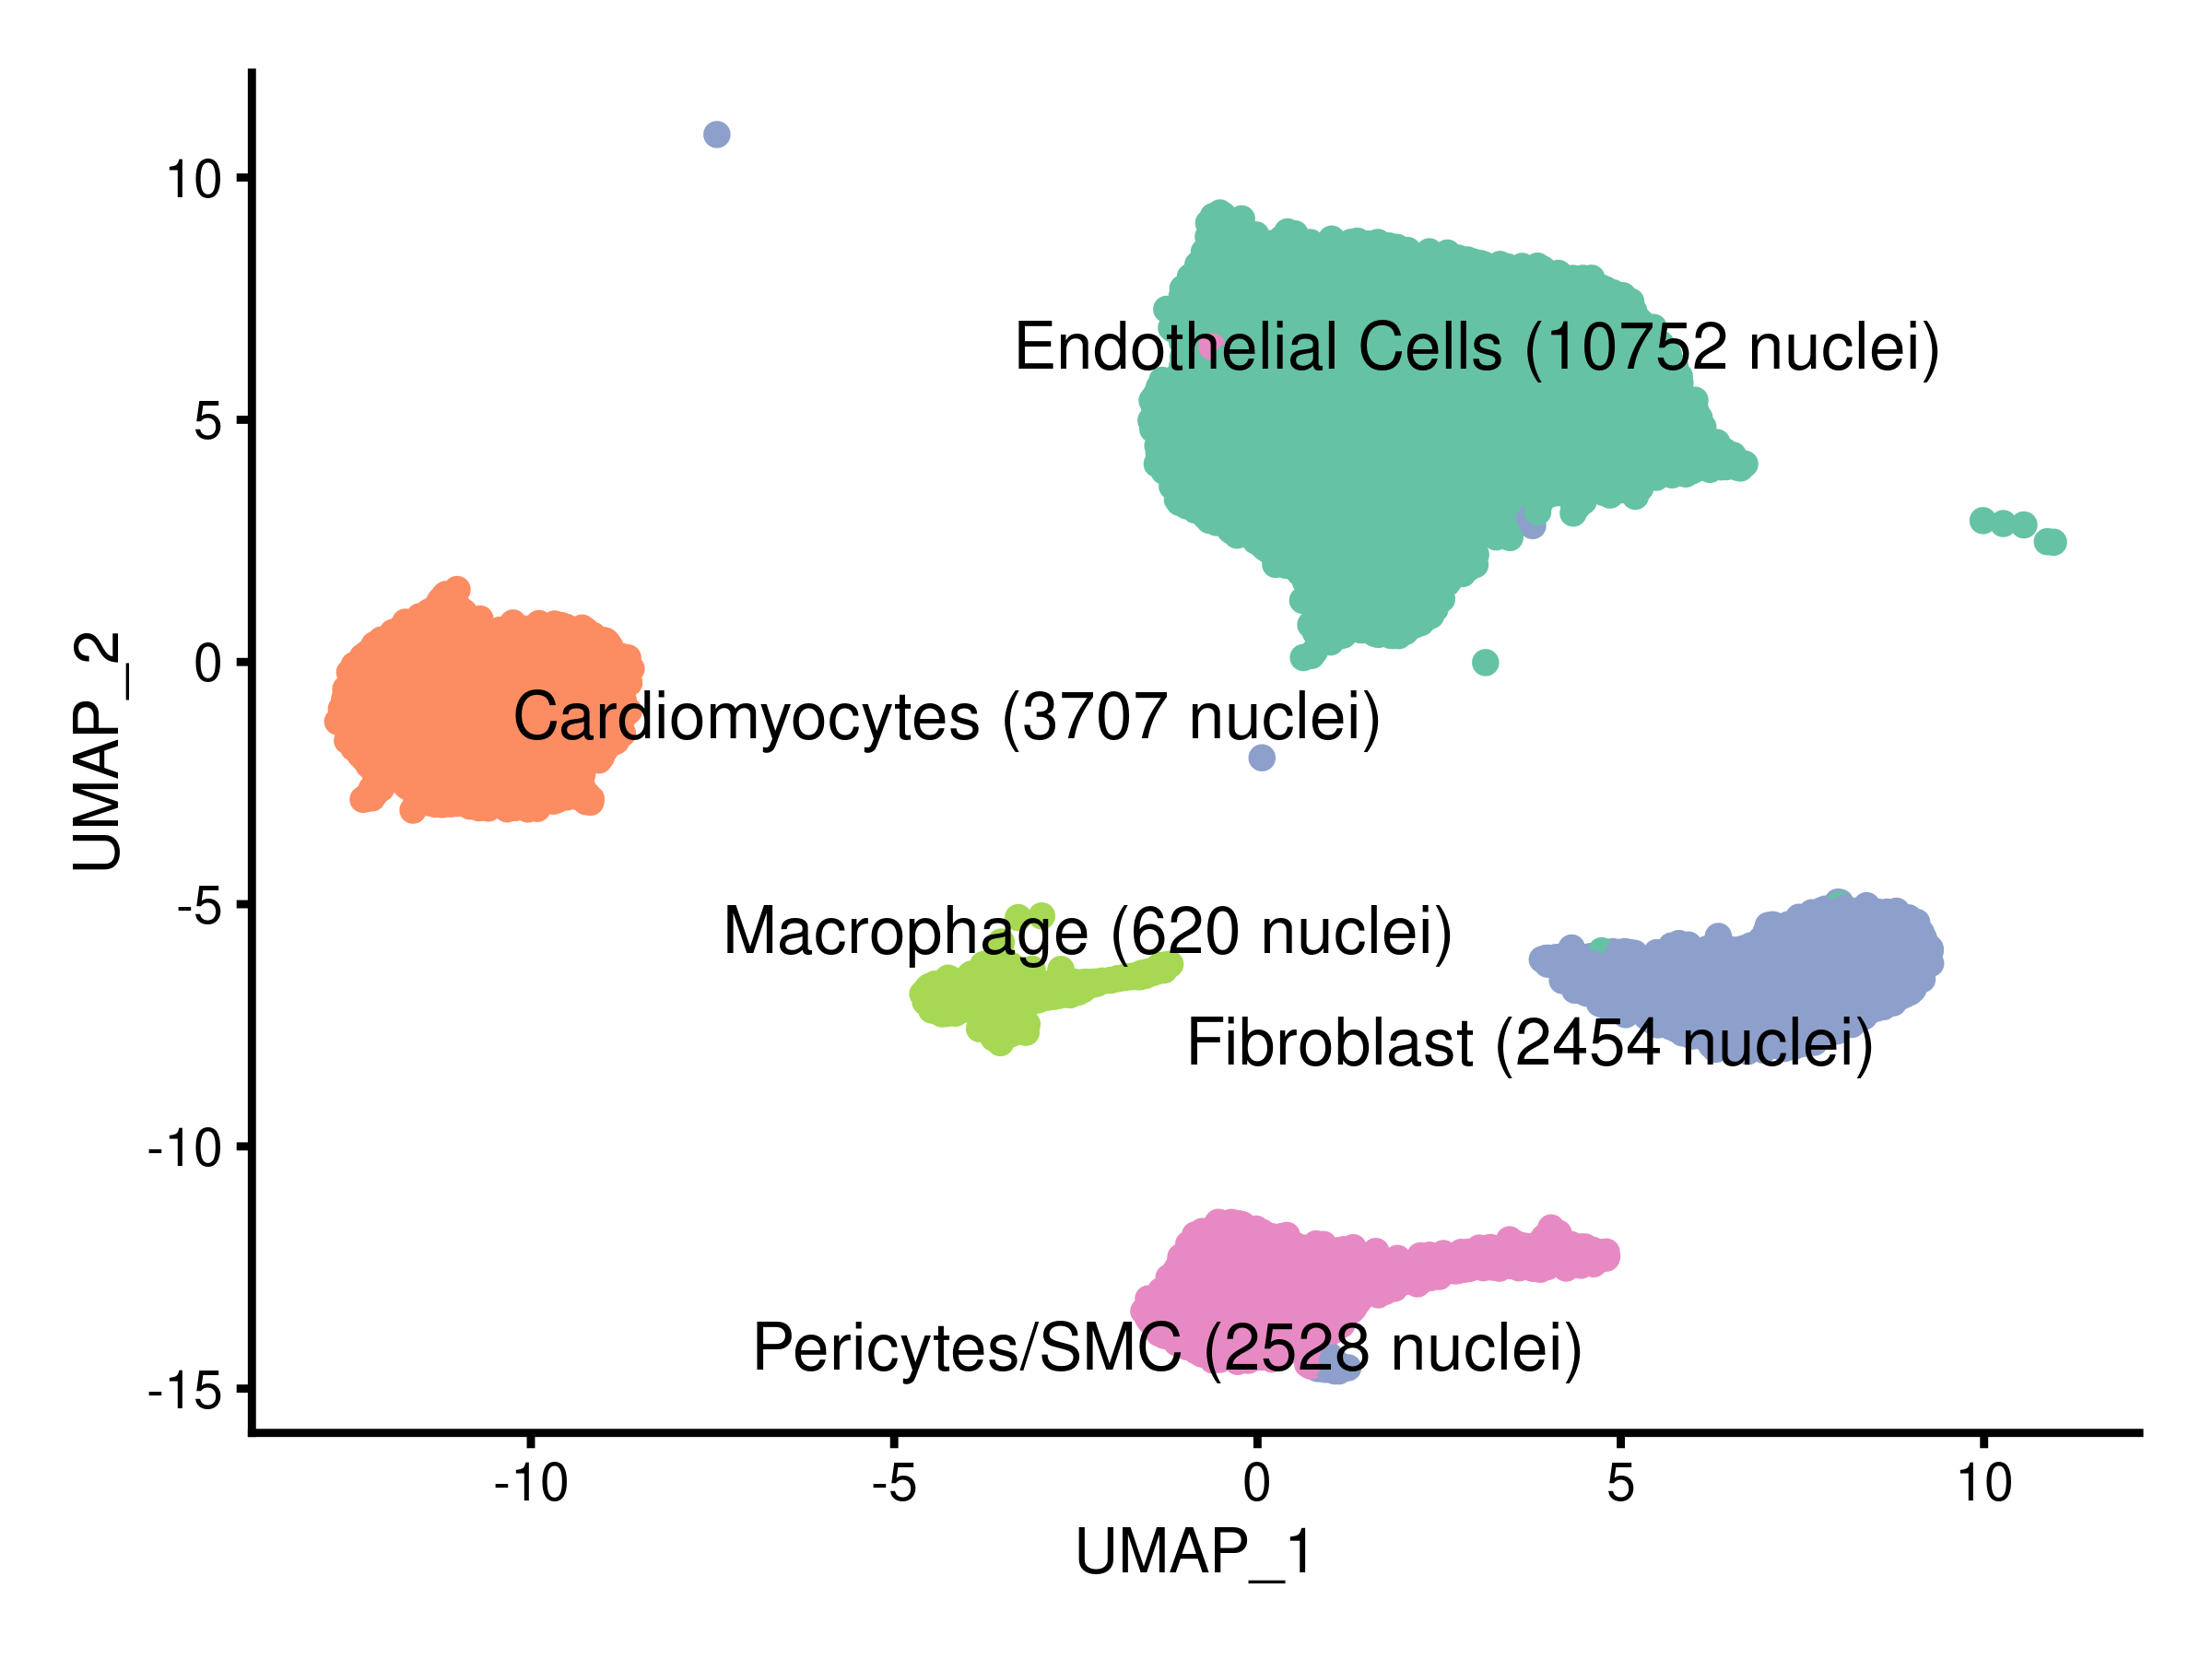 10
5
0
-5
-10
-15
UMAP_2
Endothelial Cells (10752 nuclei)
Cardiomyocytes (3707 nuclei)
Macrophage (620 nuclei)
Fibroblast (2454 nuclei)
Pericytes/SMC (2528 nuclei)
-10
-5
0
5
10
UMAP_1